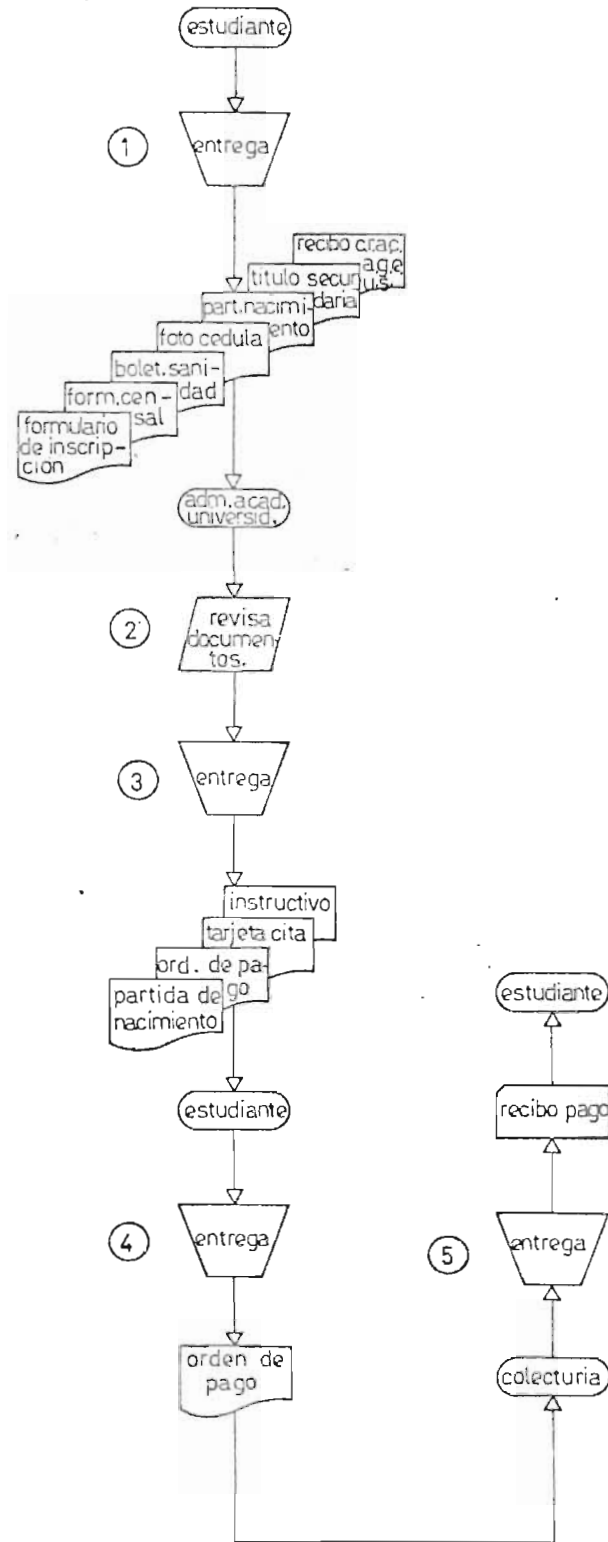 estudiante
1
entrega
recibo c.r.a.c.
a.g.e
u.s.
titulo secun
daria
part.nacimi-
ento
foto cedula
bolet.sani-
dad
form.cen-
sal
formulario
de inscrip-
cion
adm.acad.
universid.
2
revisa
documen-
tos.
3
entrega
instructivo
tarjeta cita
ord. de pa-
go
partida de
nacimiento
estudiante
4
entrega
orden de
pago
estudiante
recibo pago
5
entrega
colecturia